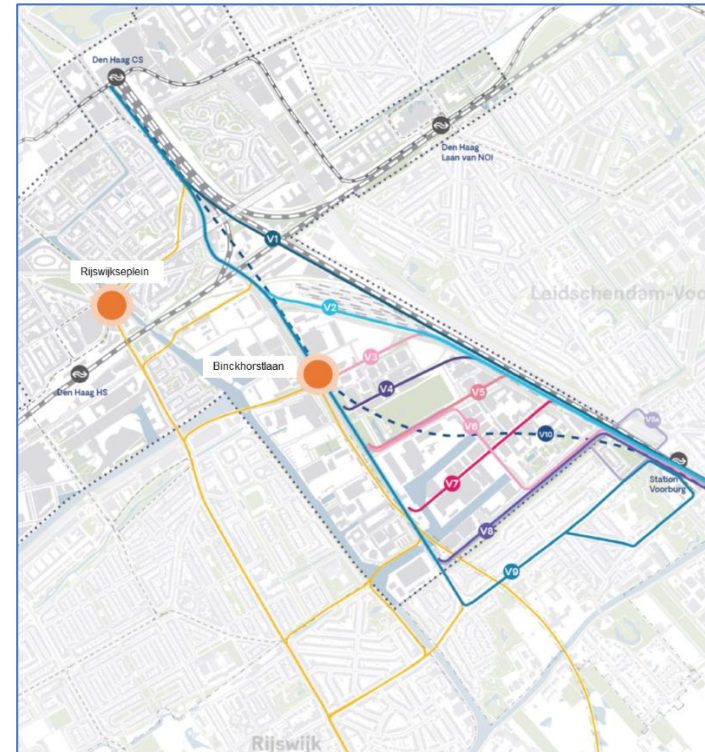 Den Haag CS
Den Haag
Laan van NOI
V1
Rijswijkseplein
Leidschendam-Voo
V2
Binckhorstlaan
V3
Den Haag HS
V4
V5
V6
V10
Station
Voorburg
V7
V8
V9
Rijswijk